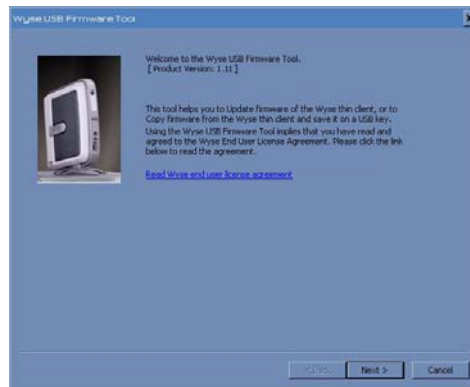 Wyse USB Firmware Tool
Welcome to the Wyse USB Firmware Tool.
[ Product Version: 1.11 ]
This tool helps you to Update firmware of the Wyse thin client, or to
Copy firmware from the Wyse thin client and save it on a USB key.
Using the Wyse USB Firmware Tool implies that you have read and
agreed to the Wyse End User License Agreement. Please click the link
below to read the agreement.
Read Wyse end user license agreement
Next > Cancel